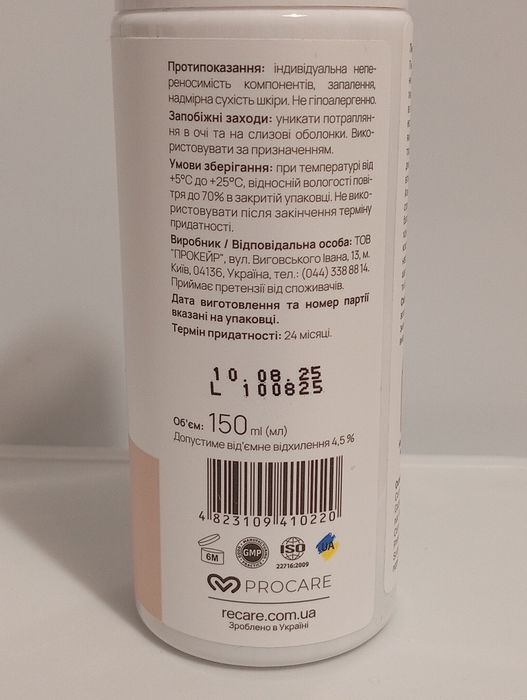 Протипоказання: індивідуальна непе-
реносимість компонентів, запалення,
надмірна сухість шкіри. Не гіпоалергенно.
Запобіжні заходи: уникати потраплян-
ня в очі та на слизові оболонки. Вико-
ристовувати за призначенням.
Умови зберігання: при температурі від
+5°С до +25°С, відносній вологості пові-
тря до 70% в закритій упаковці. Не вико-
ристовувати після закінчення терміну
придатності.
Виробник / Відповідальна особа: ТОВ
"ПРОКЕЙР", вул. Виговського Івана, 13, м.
Київ, 04136, Україна, тел.: (044) 338 88 14.
Приймає претензії від споживачів.
Дата виготовлення та номер партії
вказані на упаковці.
Термін придатності: 24 місяці.
10.08.25
L 100825
Об'єм: 150 ml (мл)
Допустиме від'ємне відхилення 4,5 %
4 823109 410220
6M GMP ISO UA
22716:2009
PROCARE
recare.com.ua
Зроблено в Україні